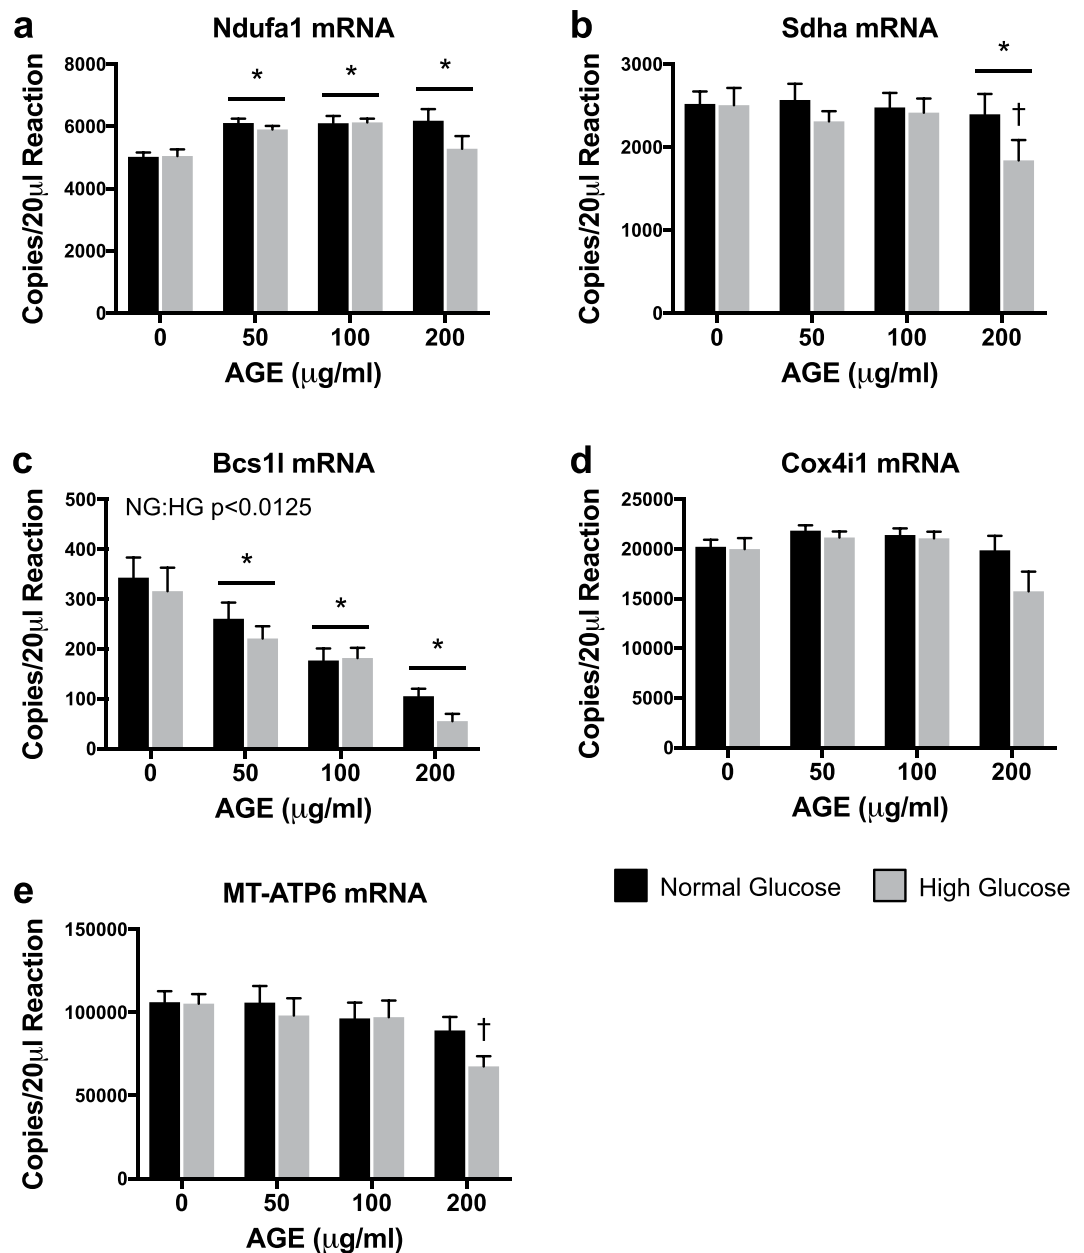 a
Ndufa1 mRNA
Copies/20μl Reaction
8000
6000
4000
2000
0
* * *
0 50 100 200
AGE (μg/ml)
b
Sdha mRNA
Copies/20μl Reaction
3000
2000
1000
0
*
†
0 50 100 200
AGE (μg/ml)
c
Bcs1l mRNA
Copies/20μl Reaction
500
400
300
200
100
0
NG:HG p<0.0125
*
*
*
0 50 100 200
AGE (μg/ml)
d
Cox4i1 mRNA
Copies/20μl Reaction
25000
20000
15000
10000
5000
0
0 50 100 200
AGE (μg/ml)
Normal Glucose
High Glucose
e
MT-ATP6 mRNA
Copies/20μl Reaction
150000
100000
50000
0
†
0 50 100 200
AGE (μg/ml)